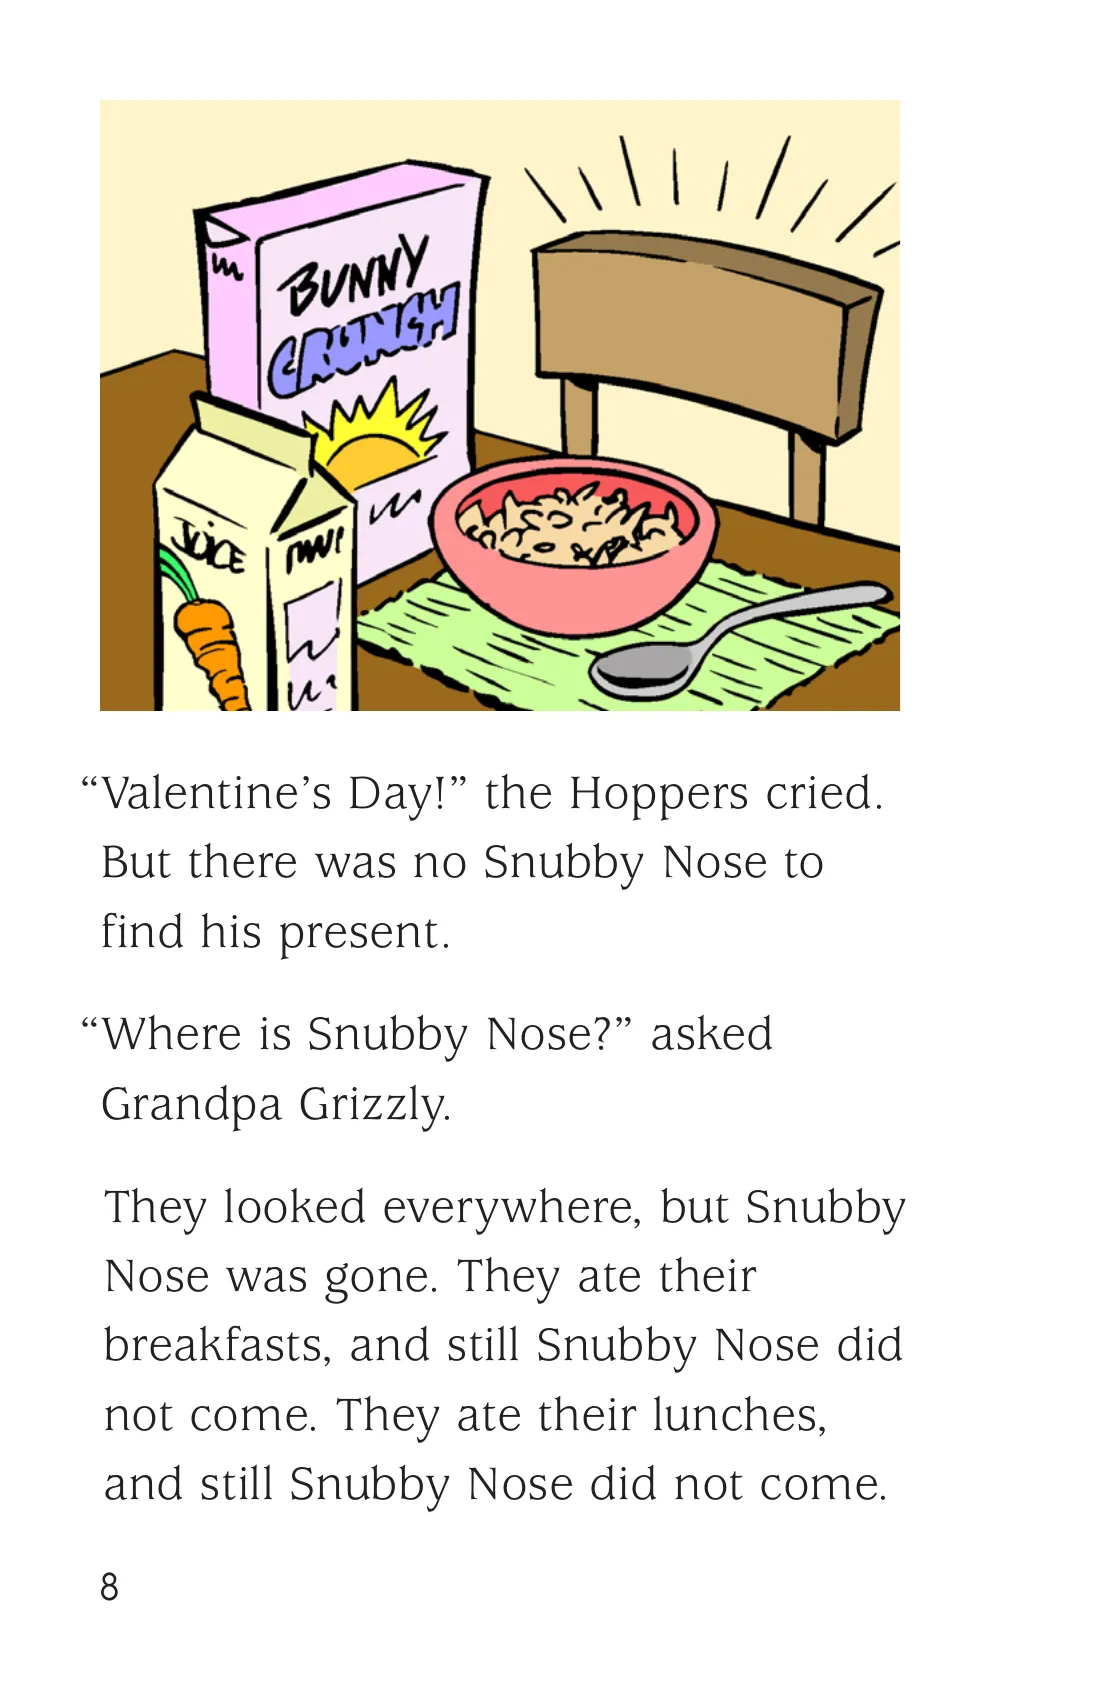 BUNNY
CRUNCH
JUICE
“Valentine’s Day!” the Hoppers cried.
But there was no Snubby Nose to
find his present.
“Where is Snubby Nose?” asked
Grandpa Grizzly.
They looked everywhere, but Snubby
Nose was gone. They ate their
breakfasts, and still Snubby Nose did
not come. They ate their lunches,
and still Snubby Nose did not come.
8